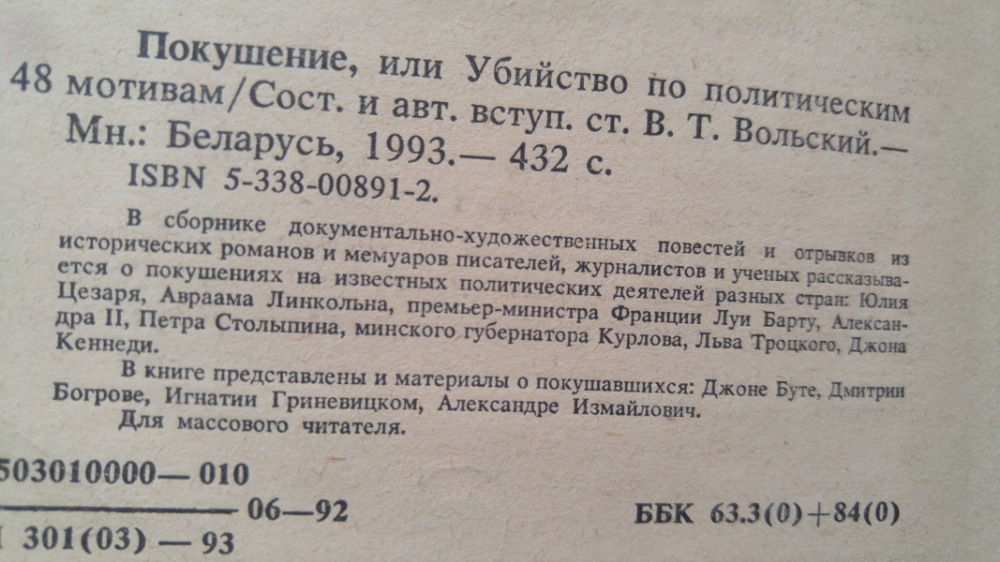 Покушение, или Убийство по политическим
48 мотивам/Сост. и авт. вступ. ст. В. Т. Вольский.—
Мн.: Беларусь, 1993.— 432 с.
ISBN 5-338-00891-2.
В сборнике документально-художественных повестей и отрывков из
исторических романов и мемуаров писателей, журналистов и ученых рассказыва-
ется о покушениях на известных политических деятелей разных стран: Юлия
Цезаря, Авраама Линкольна, премьер-министра Франции Луи Барту, Алексан-
дра II, Петра Столыпина, минского губернатора Курлова, Льва Троцкого, Джона
Кеннеди.
В книге представлены и материалы о покушавшихся: Джоне Буте, Дмитрии
Богрове, Игнатии Гриневицком, Александре Измайлович.
Для массового читателя.
503010000— 010
06—92
301(03) — 93
ББК 63.3(0)+84(0)